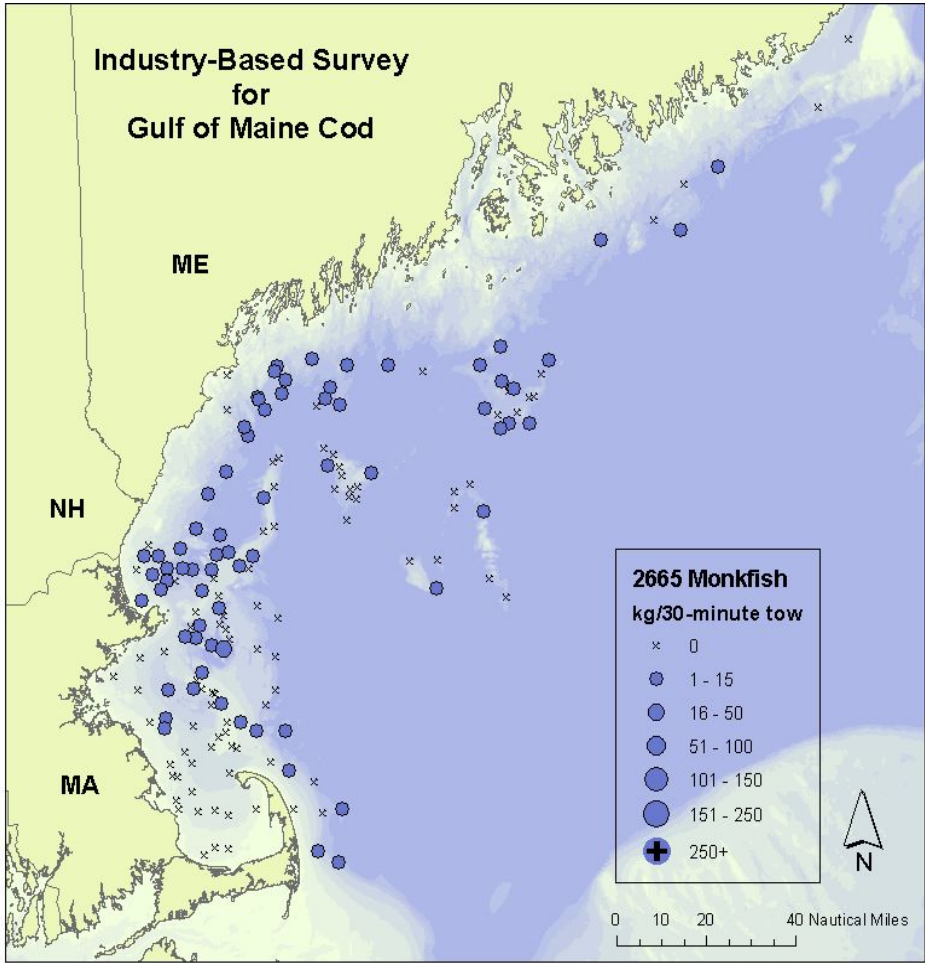 Industry-Based Survey
for
Gulf of Maine Cod
ME
NH
MA
2665 Monkfish
kg/30-minute tow
0
1 - 15
16 - 50
51 - 100
101 - 150
151 - 250
250+
N
0 10 20 40 Nautical Miles